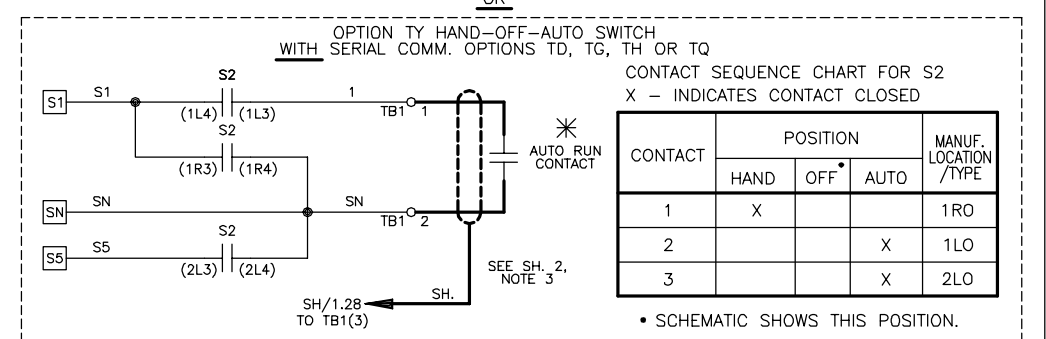 OR
OPTION TY HAND-OFF-AUTO SWITCH
WITH SERIAL COMM. OPTIONS TD, TG, TH OR TQ
S1
S1
S2
(1L4)
(1L3)
1
TB1
1
S2
(1R3)
(1R4)
AUTO RUN
CONTACT
SN
SN
SN
TB1
2
S5
S5
S2
(2L3)
(2L4)
SEE SH. 2,
NOTE 3
SH/1.28
TO TB1(3)
SH.
CONTACT SEQUENCE CHART FOR S2
X - INDICATES CONTACT CLOSED
CONTACT
POSITION
MANUF.
LOCATION
/TYPE
HAND
OFF•
AUTO
1 X 1RO
2 X 1LO
3 X 2LO
• SCHEMATIC SHOWS THIS POSITION.